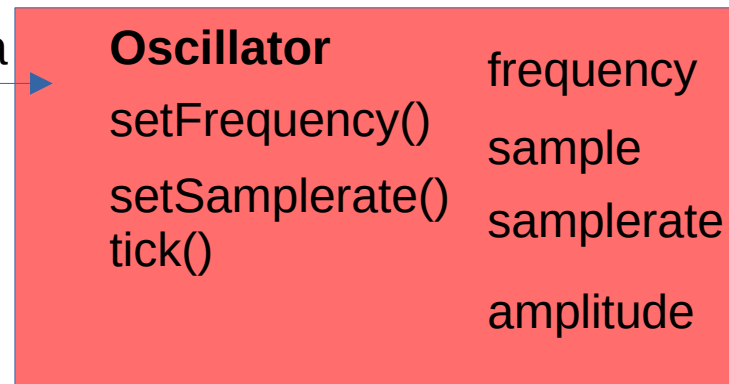 a
Oscillator
setFrequency()
setSamplerate()
tick()
frequency
sample
samplerate
amplitude